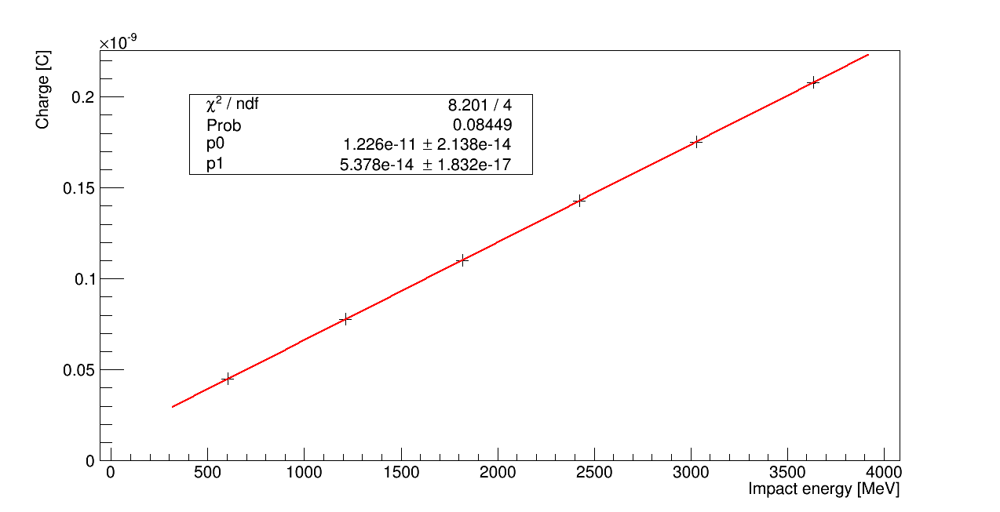 ×10⁻⁹
Charge [C]
χ² / ndf 8.201 / 4
Prob 0.08449
p0 1.226e-11 ± 2.138e-14
p1 5.378e-14 ± 1.832e-17
0.2
0.15
0.1
0.05
0
0 500 1000 1500 2000 2500 3000 3500 4000
Impact energy [MeV]